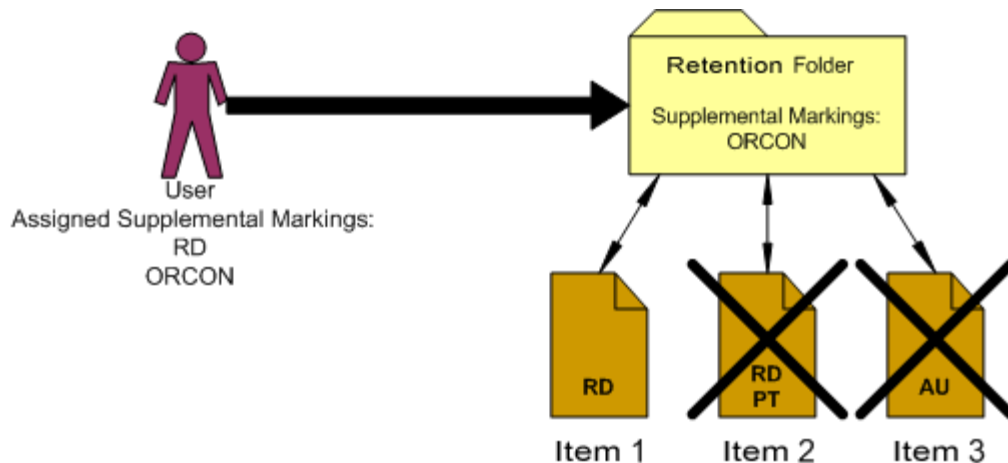 Retention Folder
Supplemental Markings:
ORCON
User
Assigned Supplemental Markings:
RD
ORCON
RD
RD
PT
AU
Item 1
Item 2
Item 3